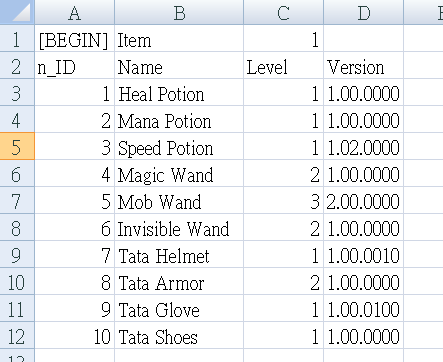 A B C D
1 [BEGIN] Item 1
2 n_ID Name Level Version
3 1 Heal Potion 1 1.00.0000
4 2 Mana Potion 1 1.00.0000
5 3 Speed Potion 1 1.02.0000
6 4 Magic Wand 2 1.00.0000
7 5 Mob Wand 3 2.00.0000
8 6 Invisible Wand 2 1.00.0000
9 7 Tata Helmet 1 1.00.0010
10 8 Tata Armor 2 1.00.0000
11 9 Tata Glove 1 1.00.0100
12 10 Tata Shoes 1 1.00.0000